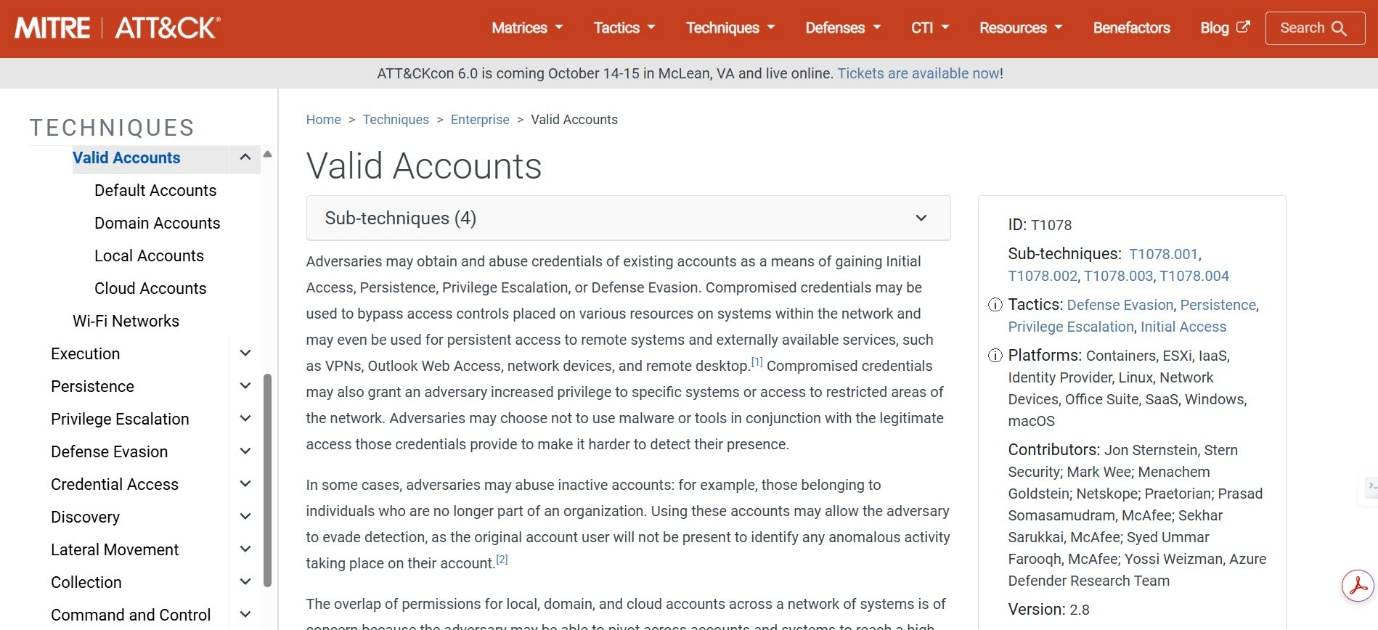 MITRE | ATT&CK®
Matrices Tactics Techniques Defenses CTI Resources Benefactors Blog Search
ATT&CKcon 6.0 is coming October 14-15 in McLean, VA and live online. Tickets are available now!
TECHNIQUES
Valid Accounts
Default Accounts
Domain Accounts
Local Accounts
Cloud Accounts
Wi-Fi Networks
Execution
Persistence
Privilege Escalation
Defense Evasion
Credential Access
Discovery
Lateral Movement
Collection
Command and Control
Home > Techniques > Enterprise > Valid Accounts
Valid Accounts
Sub-techniques (4)
Adversaries may obtain and abuse credentials of existing accounts as a means of gaining Initial
Access, Persistence, Privilege Escalation, or Defense Evasion. Compromised credentials may be
used to bypass access controls placed on various resources on systems within the network and
may even be used for persistent access to remote systems and externally available services, such
as VPNs, Outlook Web Access, network devices, and remote desktop.[1] Compromised credentials
may also grant an adversary increased privilege to specific systems or access to restricted areas of
the network. Adversaries may choose not to use malware or tools in conjunction with the legitimate
access those credentials provide to make it harder to detect their presence.
In some cases, adversaries may abuse inactive accounts: for example, those belonging to
individuals who are no longer part of an organization. Using these accounts may allow the adversary
to evade detection, as the original account user will not be present to identify any anomalous activity
taking place on their account.[2]
The overlap of permissions for local, domain, and cloud accounts across a network of systems is of
concern because the adversary may be able to pivot across accounts and systems to reach a high
ID: T1078
Sub-techniques: T1078.001,
T1078.002, T1078.003, T1078.004
Tactics: Defense Evasion, Persistence,
Privilege Escalation, Initial Access
Platforms: Containers, ESXi, IaaS,
Identity Provider, Linux, Network
Devices, Office Suite, SaaS, Windows,
macOS
Contributors: Jon Sternstein, Stern
Security; Mark Wee; Menachem
Goldstein; Netskope; Praetorian; Prasad
Somasamudram, McAfee; Sekhar
Sarukkai, McAfee; Syed Ummar
Farooqh, McAfee; Yossi Weizman, Azure
Defender Research Team
Version: 2.8